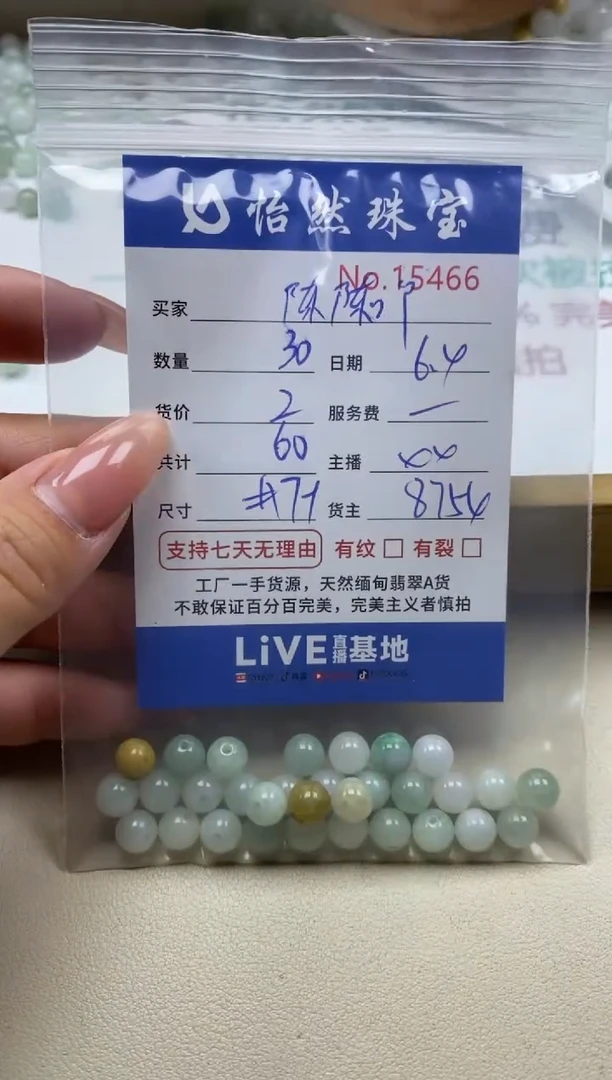 怡然珠宝
No.15466
买家 陈陈
数量 30 日期 6.4
货价 2 服务费 —
共计 60 主播 xx
尺寸 #71 货主 8754
支持七天无理由 有纹 有裂
工厂一手货源，天然缅甸翡翠A货
不敢保证百分百完美，完美主义者慎拍
LiVE直播基地